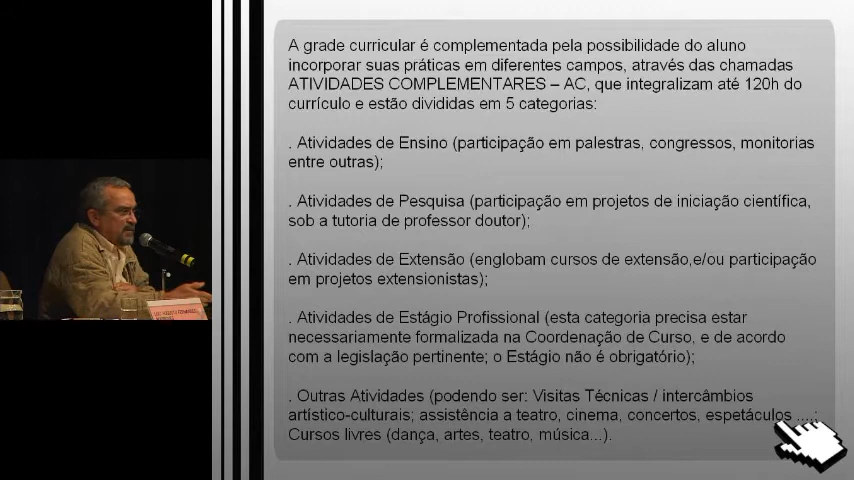 A grade curricular é complementada pela possibilidade do aluno
incorporar suas práticas em diferentes campos, através das chamadas
ATIVIDADES COMPLEMENTARES – AC, que integralizam até 120h do
currículo e estão divididas em 5 categorias:
. Atividades de Ensino (participação em palestras, congressos, monitorias
entre outras);
. Atividades de Pesquisa (participação em projetos de iniciação científica,
sob a tutoria de professor doutor);
. Atividades de Extensão (englobam cursos de extensão,e/ou participação
em projetos extensionistas);
. Atividades de Estágio Profissional (esta categoria precisa estar
necessariamente formalizada na Coordenação de Curso, e de acordo
com a legislação pertinente; o Estágio não é obrigatório);
. Outras Atividades (podendo ser: Visitas Técnicas / intercâmbios
artístico-culturais; assistência a teatro, cinema, concertos, espetáculos ....;
Cursos livres (dança, artes, teatro, música...).